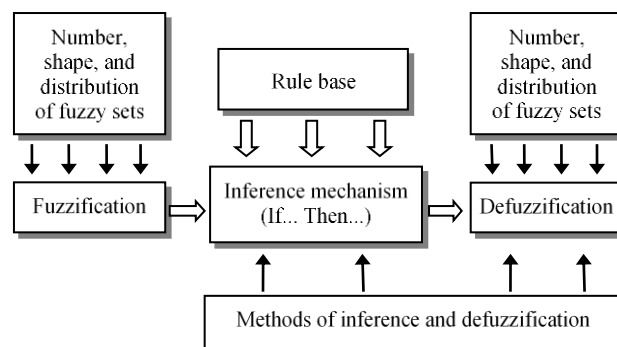 Number,
shape, and
distribution
of fuzzy sets
Rule base
Number,
shape, and
distribution
of fuzzy sets
Fuzzification
Inference mechanism
(If... Then...)
Defuzzification
Methods of inference and defuzzification